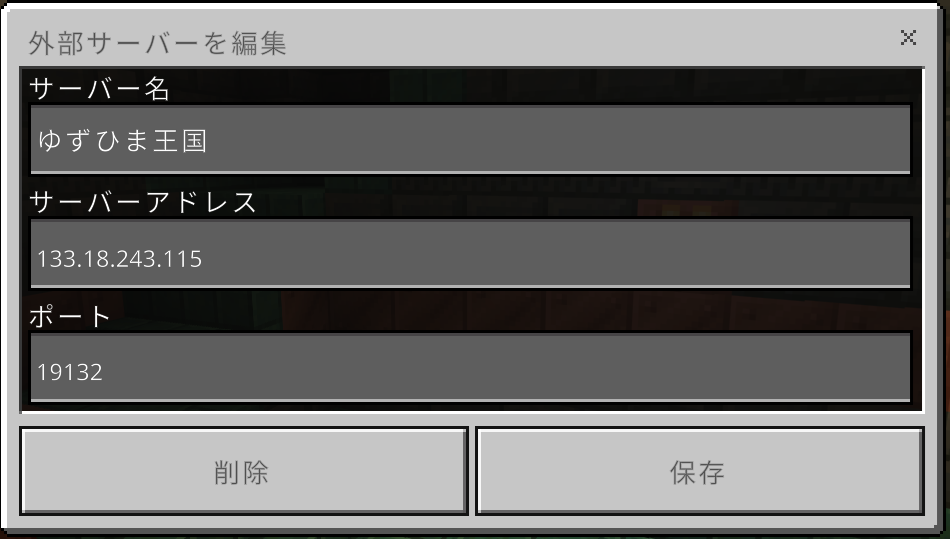 外部サーバーを編集
サーバー名
ゆずひま王国
サーバーアドレス
133.18.243.115
ポート
19132
削除
保存